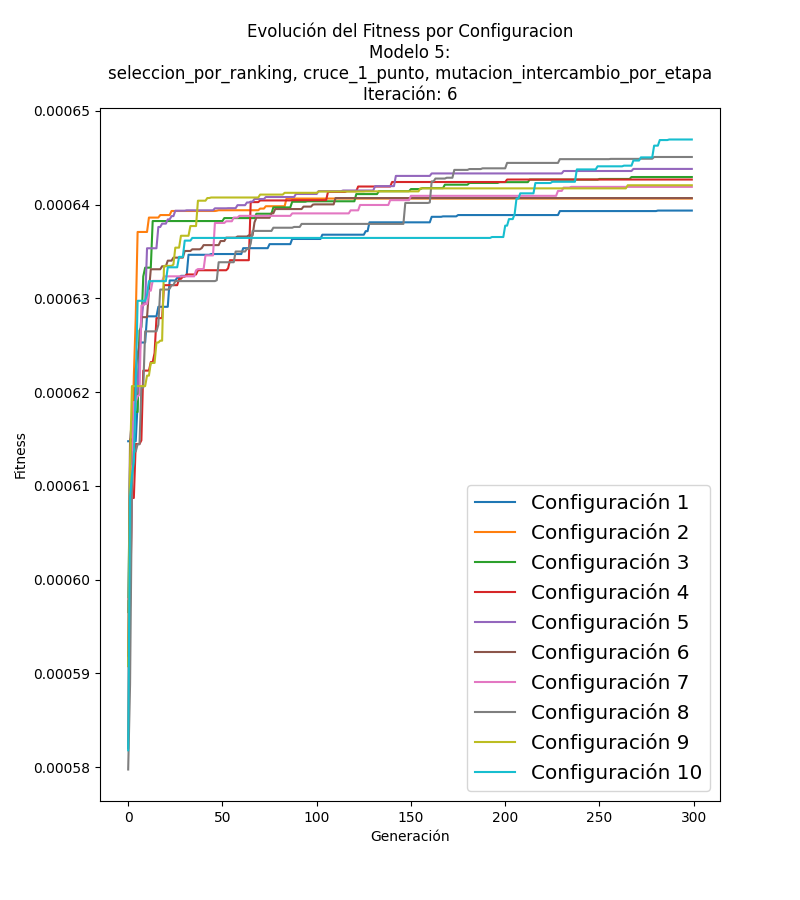 Evolución del Fitness por Configuracion
Modelo 5:
seleccion_por_ranking, cruce_1_punto, mutacion_intercambio_por_etapa
Iteración: 6
0.00065
0.00064
0.00063
0.00062
0.00061
0.00060
0.00059
0.00058
Fitness
Configuración 1
Configuración 2
Configuración 3
Configuración 4
Configuración 5
Configuración 6
Configuración 7
Configuración 8
Configuración 9
Configuración 10
0 50 100 150 200 250 300
Generación